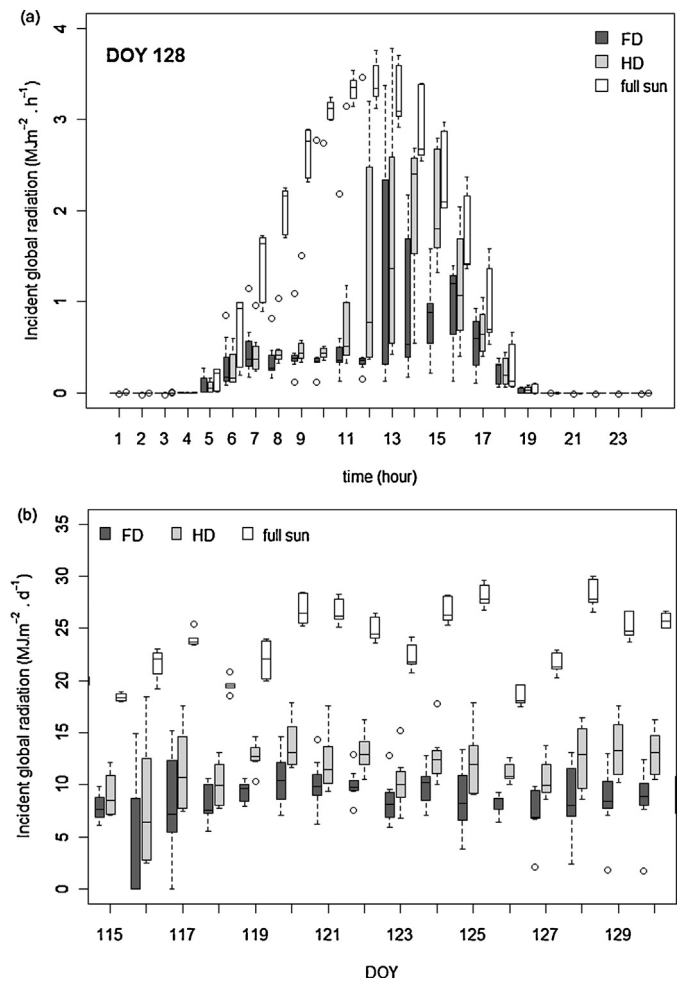 (a)
DOY 128
FD
HD
full sun
Incident global radiation (MJm⁻² . h⁻¹)
4
3
2
1
0
1 2 3 4 5 6 7 8 9 11 13 15 17 19 21 23
time (hour)
(b)
FD HD full sun
Incident global radiation (MJm⁻² . d⁻¹)
35
30
25
20
15
10
5
0
115 117 119 121 123 125 127 129
DOY